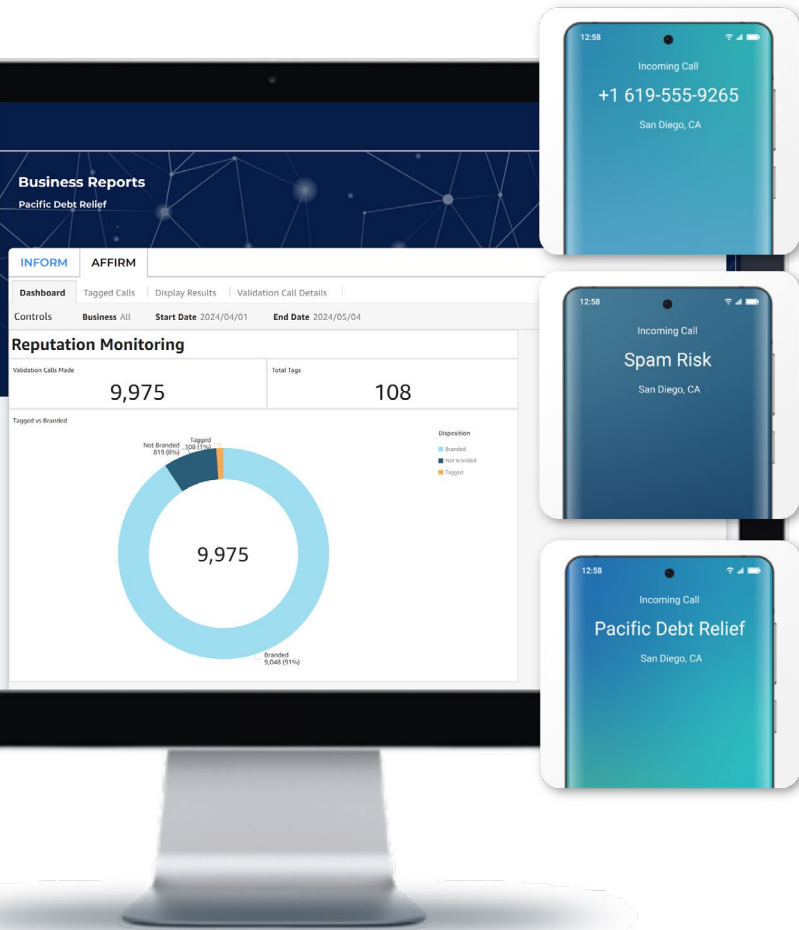 Business Reports
Pacific Debt Relief
INFORM AFFIRM
Dashboard Tagged Calls Display Results Validation Call Details
Controls Business All Start Date 2024/04/01 End Date 2024/05/04
Reputation Monitoring
Validation Calls Made
9,975
Total Tags
108
Tagged vs Branded
Not Branded
819 (8%)
Tagged
108 (1%)
9,975
Branded
9,048 (91%)
Disposition
Branded
Not Branded
Tagged
12:58
Incoming Call
+1 619-555-9265
San Diego, CA
12:58
Incoming Call
Spam Risk
San Diego, CA
12:58
Incoming Call
Pacific Debt Relief
San Diego, CA